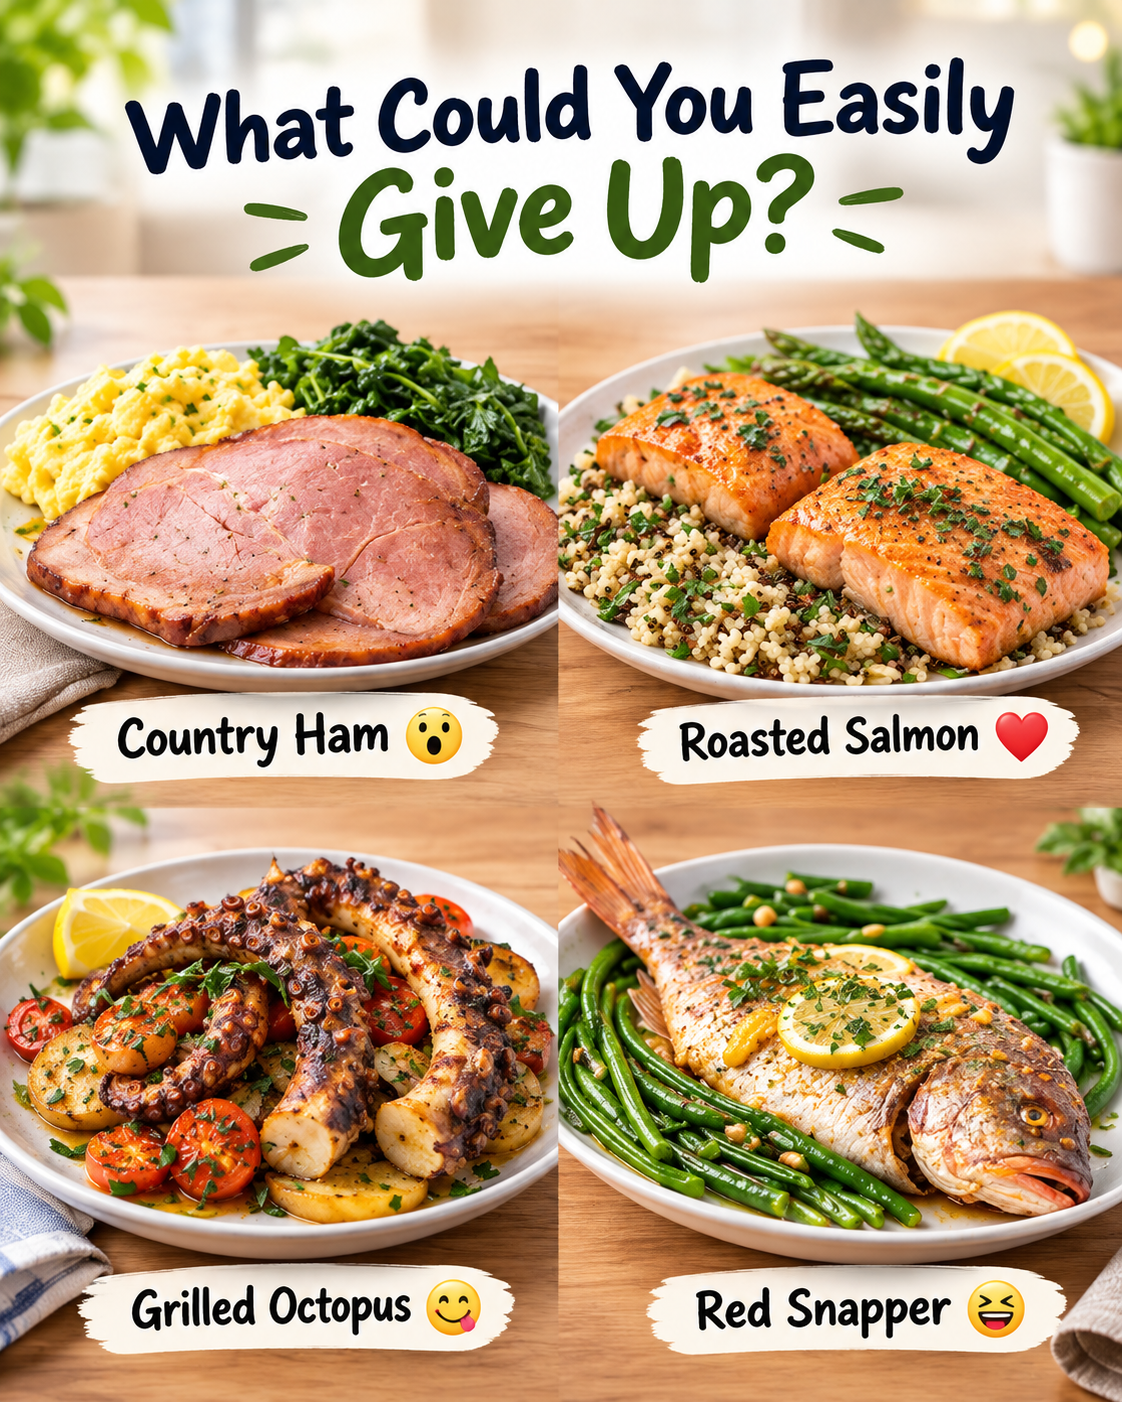 What Could You Easily
Give Up?
Country Ham 😮
Roasted Salmon ❤️
Grilled Octopus 😋
Red Snapper 😆